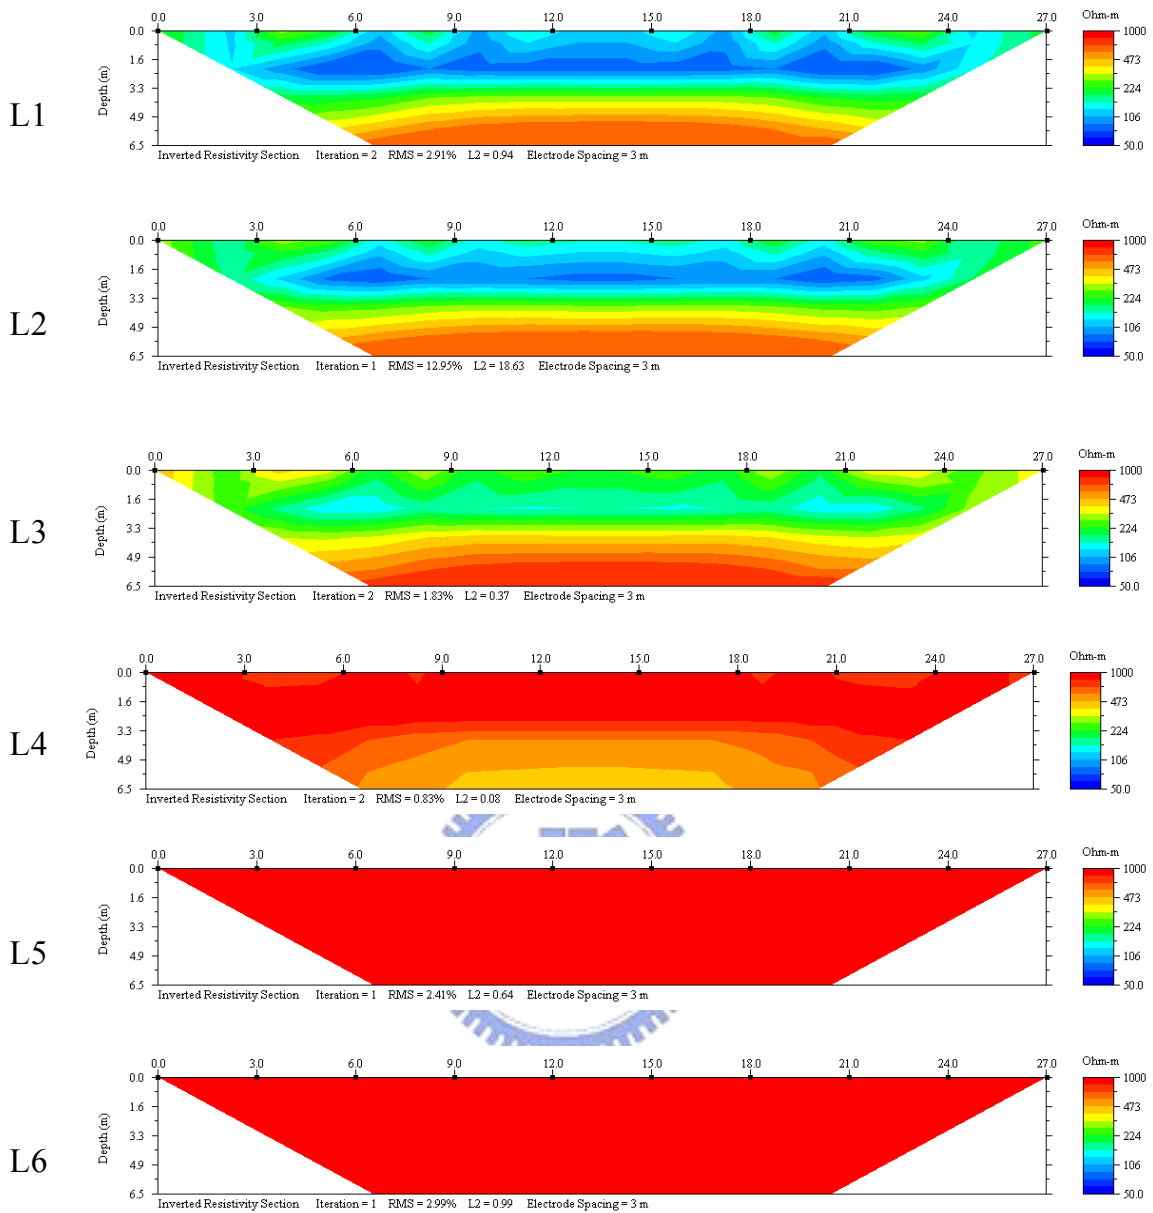 0.0 3.0 6.0 9.0 12.0 15.0 18.0 21.0 24.0 27.0
Ohm-m
L1
Depth (m)
0.0
1.6
3.3
4.9
6.5
1000
473
224
106
50.0
Inverted Resistivity Section Iteration = 2 RMS = 2.91% L2 = 0.94 Electrode Spacing = 3 m
0.0 3.0 6.0 9.0 12.0 15.0 18.0 21.0 24.0 27.0
Ohm-m
L2
Depth (m)
0.0
1.6
3.3
4.9
6.5
1000
473
224
106
50.0
Inverted Resistivity Section Iteration = 1 RMS = 12.95% L2 = 18.63 Electrode Spacing = 3 m
0.0 3.0 6.0 9.0 12.0 15.0 18.0 21.0 24.0 27.0
Ohm-m
L3
Depth (m)
0.0
1.6
3.3
4.9
6.5
1000
473
224
106
50.0
Inverted Resistivity Section Iteration = 2 RMS = 1.83% L2 = 0.37 Electrode Spacing = 3 m
0.0 3.0 6.0 9.0 12.0 15.0 18.0 21.0 24.0 27.0
Ohm-m
L4
Depth (m)
0.0
1.6
3.3
4.9
6.5
1000
473
224
106
50.0
Inverted Resistivity Section Iteration = 2 RMS = 0.83% L2 = 0.08 Electrode Spacing = 3 m
0.0 3.0 6.0 9.0 12.0 15.0 18.0 21.0 24.0 27.0
Ohm-m
L5
Depth (m)
0.0
1.6
3.3
4.9
6.5
1000
473
224
106
50.0
Inverted Resistivity Section Iteration = 1 RMS = 2.41% L2 = 0.64 Electrode Spacing = 3 m
0.0 3.0 6.0 9.0 12.0 15.0 18.0 21.0 24.0 27.0
Ohm-m
L6
Depth (m)
0.0
1.6
3.3
4.9
6.5
1000
473
224
106
50.0
Inverted Resistivity Section Iteration = 1 RMS = 2.99% L2 = 0.99 Electrode Spacing = 3 m